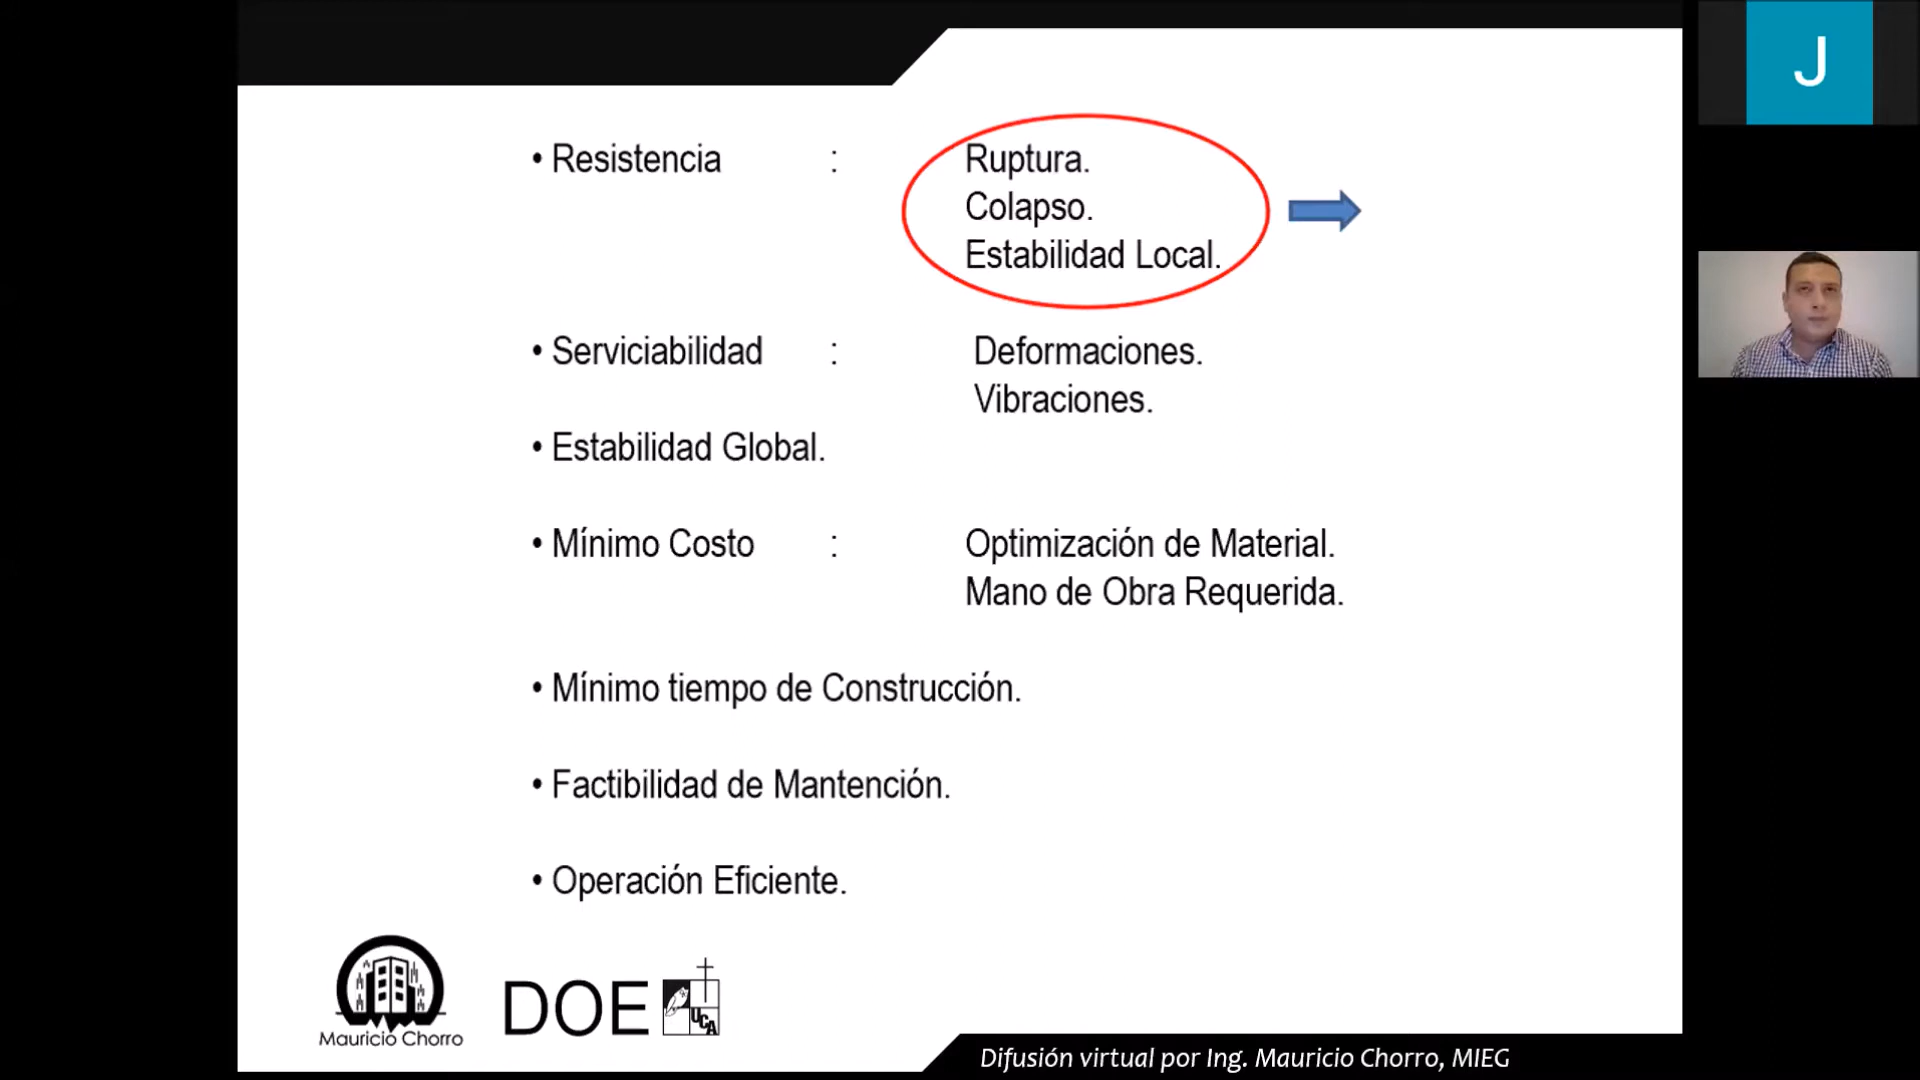 • Resistencia : Ruptura.
Colapso.
Estabilidad Local.
• Serviciabilidad : Deformaciones.
Vibraciones.
• Estabilidad Global.
• Mínimo Costo : Optimización de Material.
Mano de Obra Requerida.
• Mínimo tiempo de Construcción.
• Factibilidad de Mantención.
• Operación Eficiente.
Mauricio Chorro
DOE
UCA
Difusión virtual por Ing. Mauricio Chorro, MIEG
J